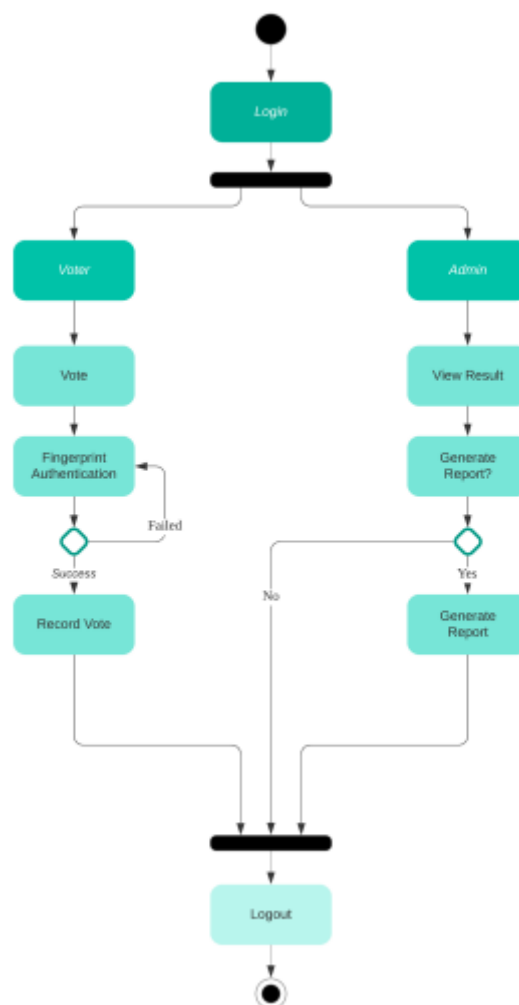 Login
Voter
Admin
Vote
View Result
Fingerprint
Authentication
Generate
Report?
Failed
Success
Yes
No
Record Vote
Generate
Report
Logout